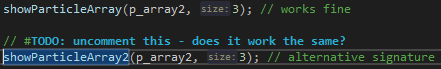 showParticleArray(p_array2, size: 3); // works fine
// #TODO: uncomment this - does it work the same?
showParticleArray2(p_array2, size: 3); // alternative signature